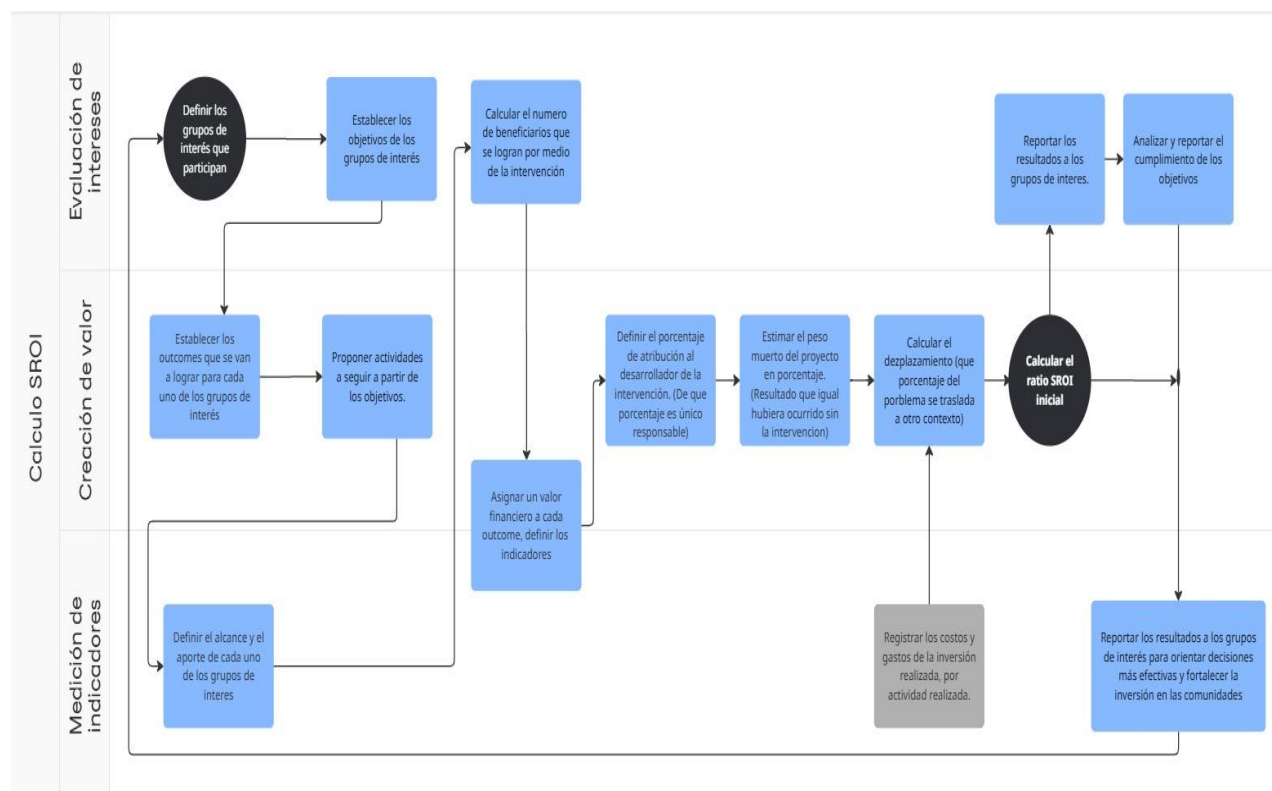 Calculo SROI
Evaluación de
intereses
Definir los
grupos de
interés que
participan
Establecer los
objetivos de los
grupos de interés
Calcular el numero
de beneficiarios que
se logran por medio
de la intervención
Reportar los
resultados a los
grupos de interes.
Analizar y reportar el
cumplimiento de los
objetivos
Creación de valor
Establecer los
outcomes que se van
a lograr para cada
uno de los grupos de
interés
Proponer actividades
a seguir a partir de
los objetivos.
Asignar un valor
financiero a cada
outcome, definir los
indicadores
Definir el porcentaje
de atribución al
desarrollador de la
intervención. (De que
porcentaje es único
responsable)
Estimar el peso
muerto del proyecto
en porcentaje.
(Resultado que igual
hubiera ocurrido sin
la intervencion)
Calcular el
dezplazamiento (que
porcentaje del
porblema se traslada
a otro contexto)
Calcular el
ratio SROI
inicial
Medición de
indicadores
Definir el alcance y el
aporte de cada uno
de los grupos de
interes
Registrar los costos y
gastos de la inversión
realizada, por
actividad realizada.
Reportar los resultados a los grupos
de interés para orientar decisiones
más efectivas y fortalecer la
inversión en las comunidades